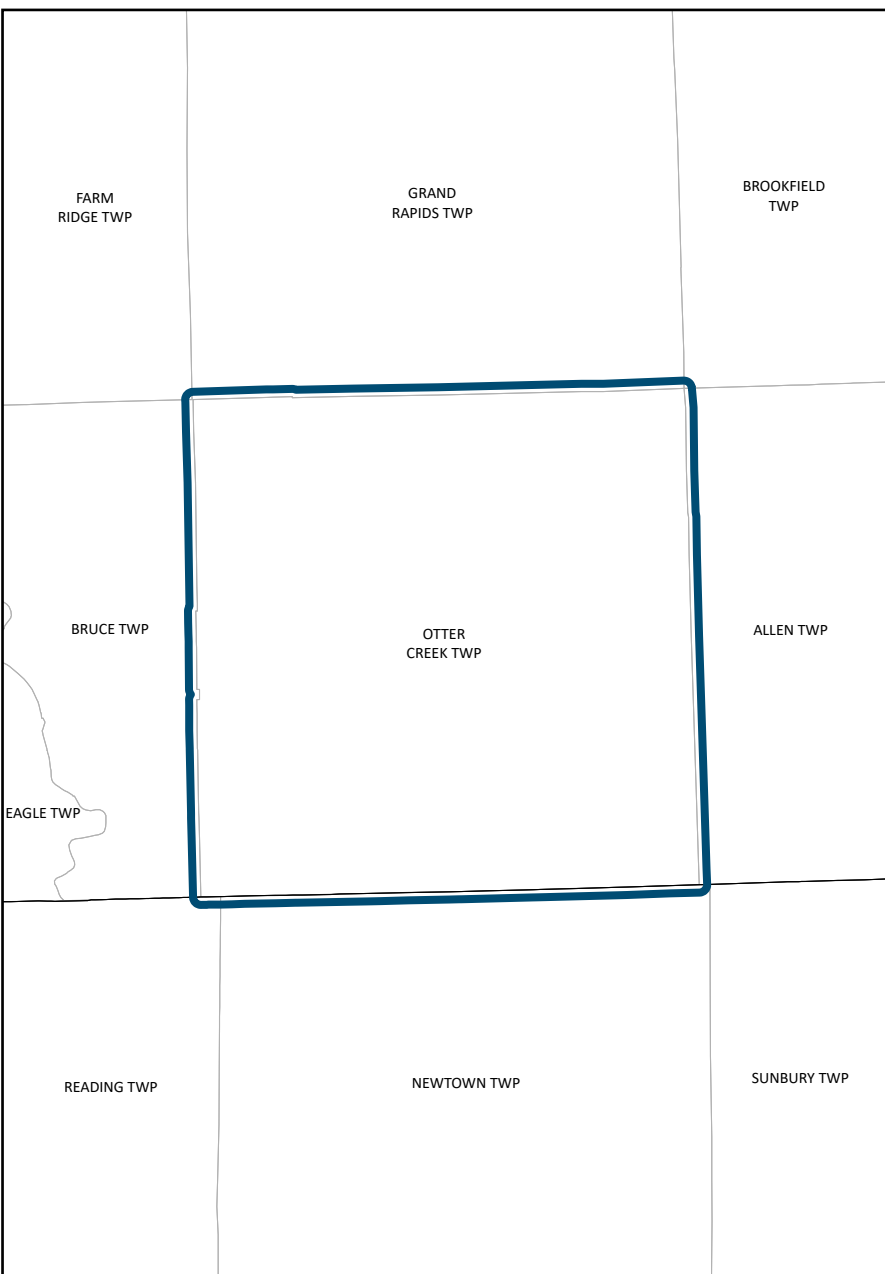 FARM
RIDGE TWP
GRAND
RAPIDS TWP
BROOKFIELD
TWP
BRUCE TWP
OTTER
CREEK TWP
ALLEN TWP
EAGLE TWP
READING TWP
NEWTOWN TWP
SUNBURY TWP